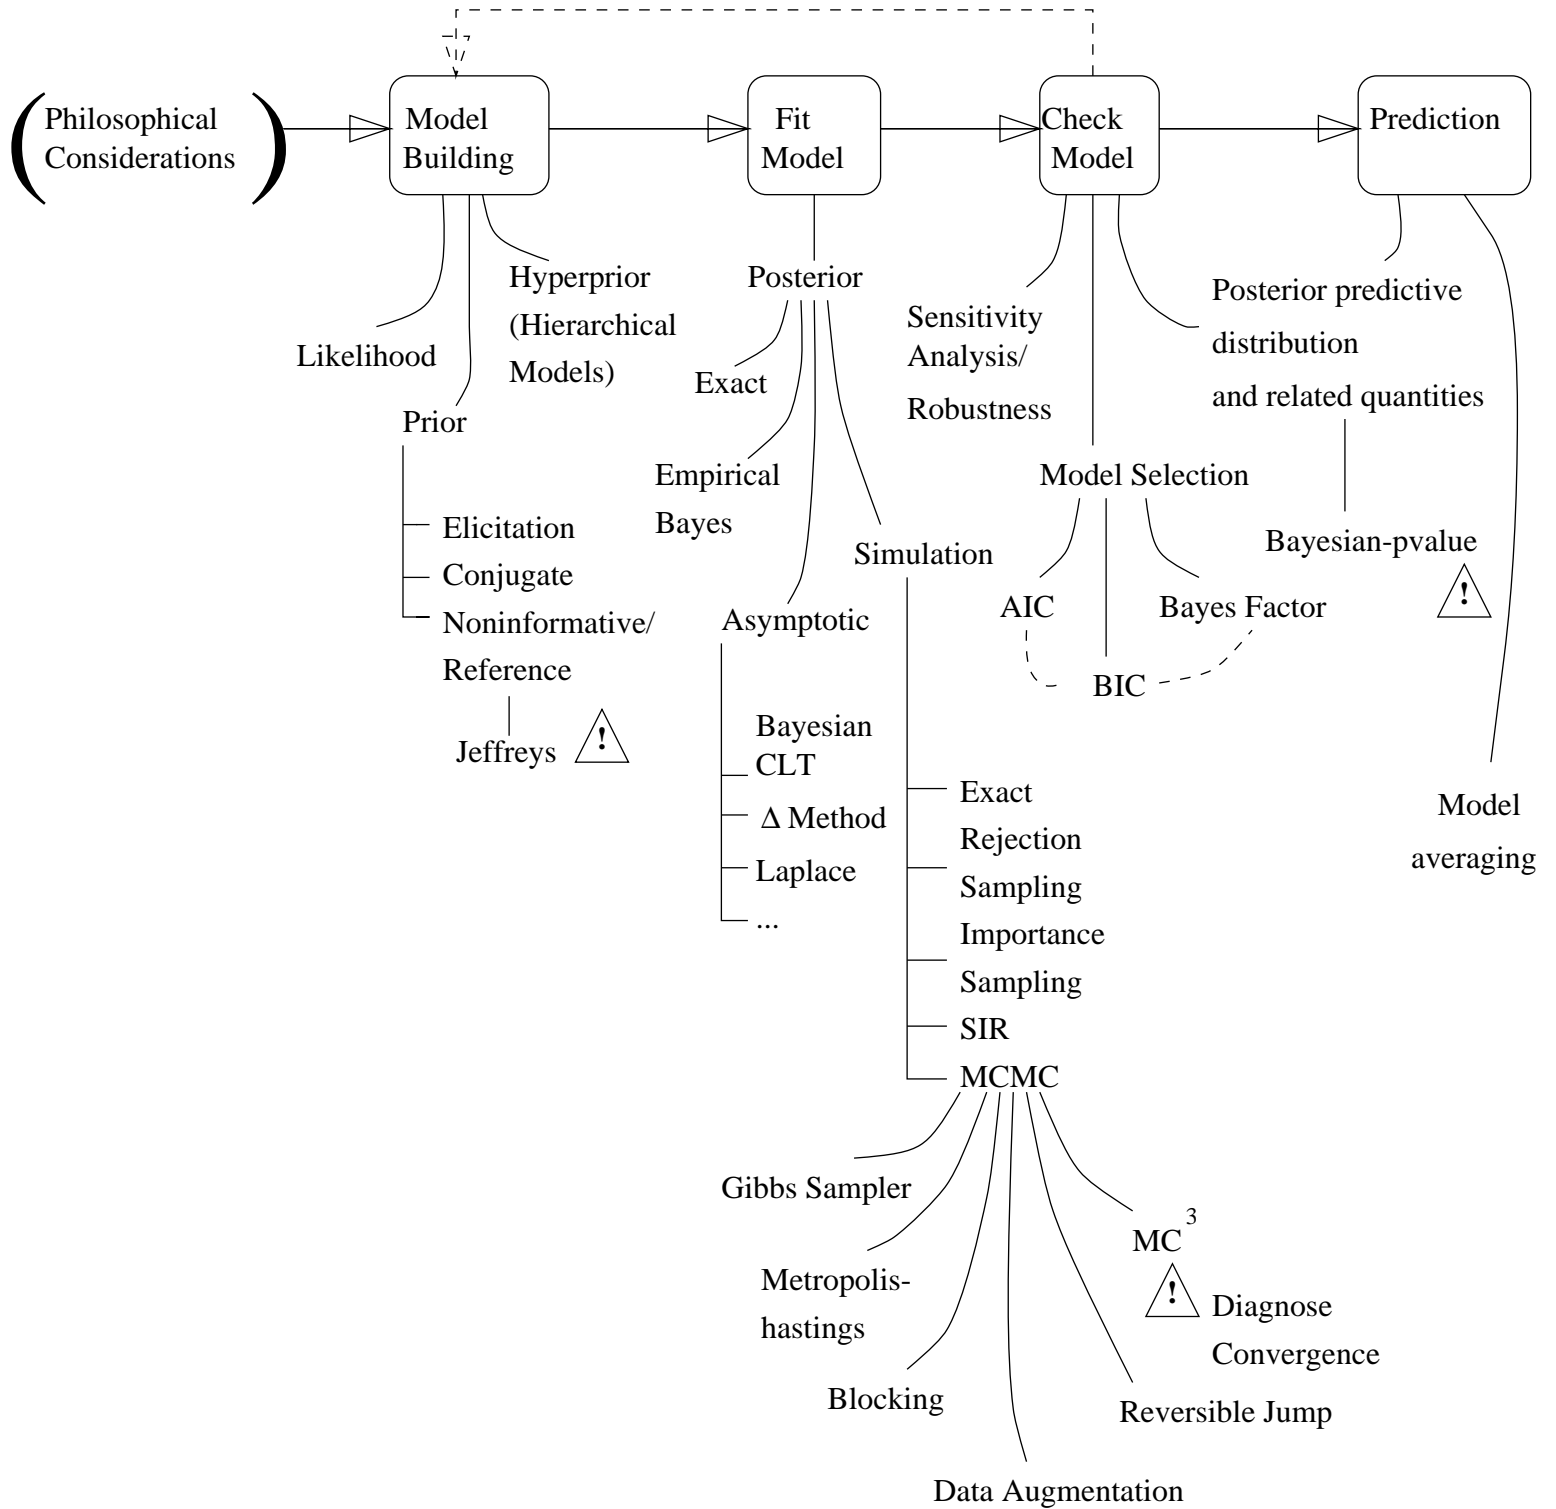 Philosophical
Considerations
Model
Building
Fit
Model
Check
Model
Prediction
Likelihood
Prior
Hyperprior
(Hierarchical
Models)
Elicitation
Conjugate
Noninformative/
Reference
Jeffreys
!
Posterior
Exact
Empirical
Bayes
Asymptotic
Bayesian
CLT
Δ Method
Laplace
...
Simulation
Exact
Rejection
Sampling
Importance
Sampling
SIR
MCMC
Gibbs Sampler
Metropolis-
hastings
Blocking
Data Augmentation
Reversible Jump
MC 3
!
Diagnose
Convergence
Sensitivity
Analysis/
Robustness
Model Selection
AIC
BIC
Bayes Factor
Posterior predictive
distribution
and related quantities
Bayesian-pvalue
!
Model
averaging